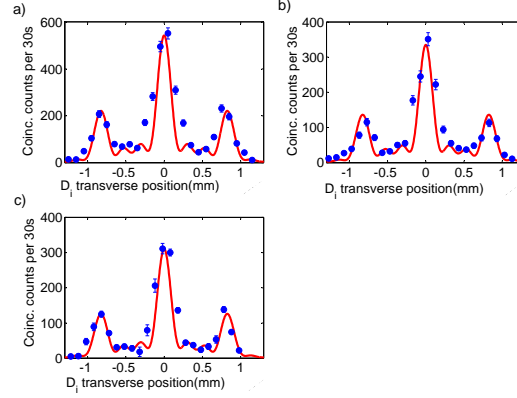 a)
600
400
200
0
Coinc. counts per 30s
-1 -0.5 0 0.5 1
D_i transverse position(mm)
b)
400
300
200
100
0
Coinc. counts per 30s
-1 -0.5 0 0.5 1
D_i transverse position(mm)
c)
400
300
200
100
0
Coinc. counts per 30s
-1 -0.5 0 0.5 1
D_i transverse position(mm)